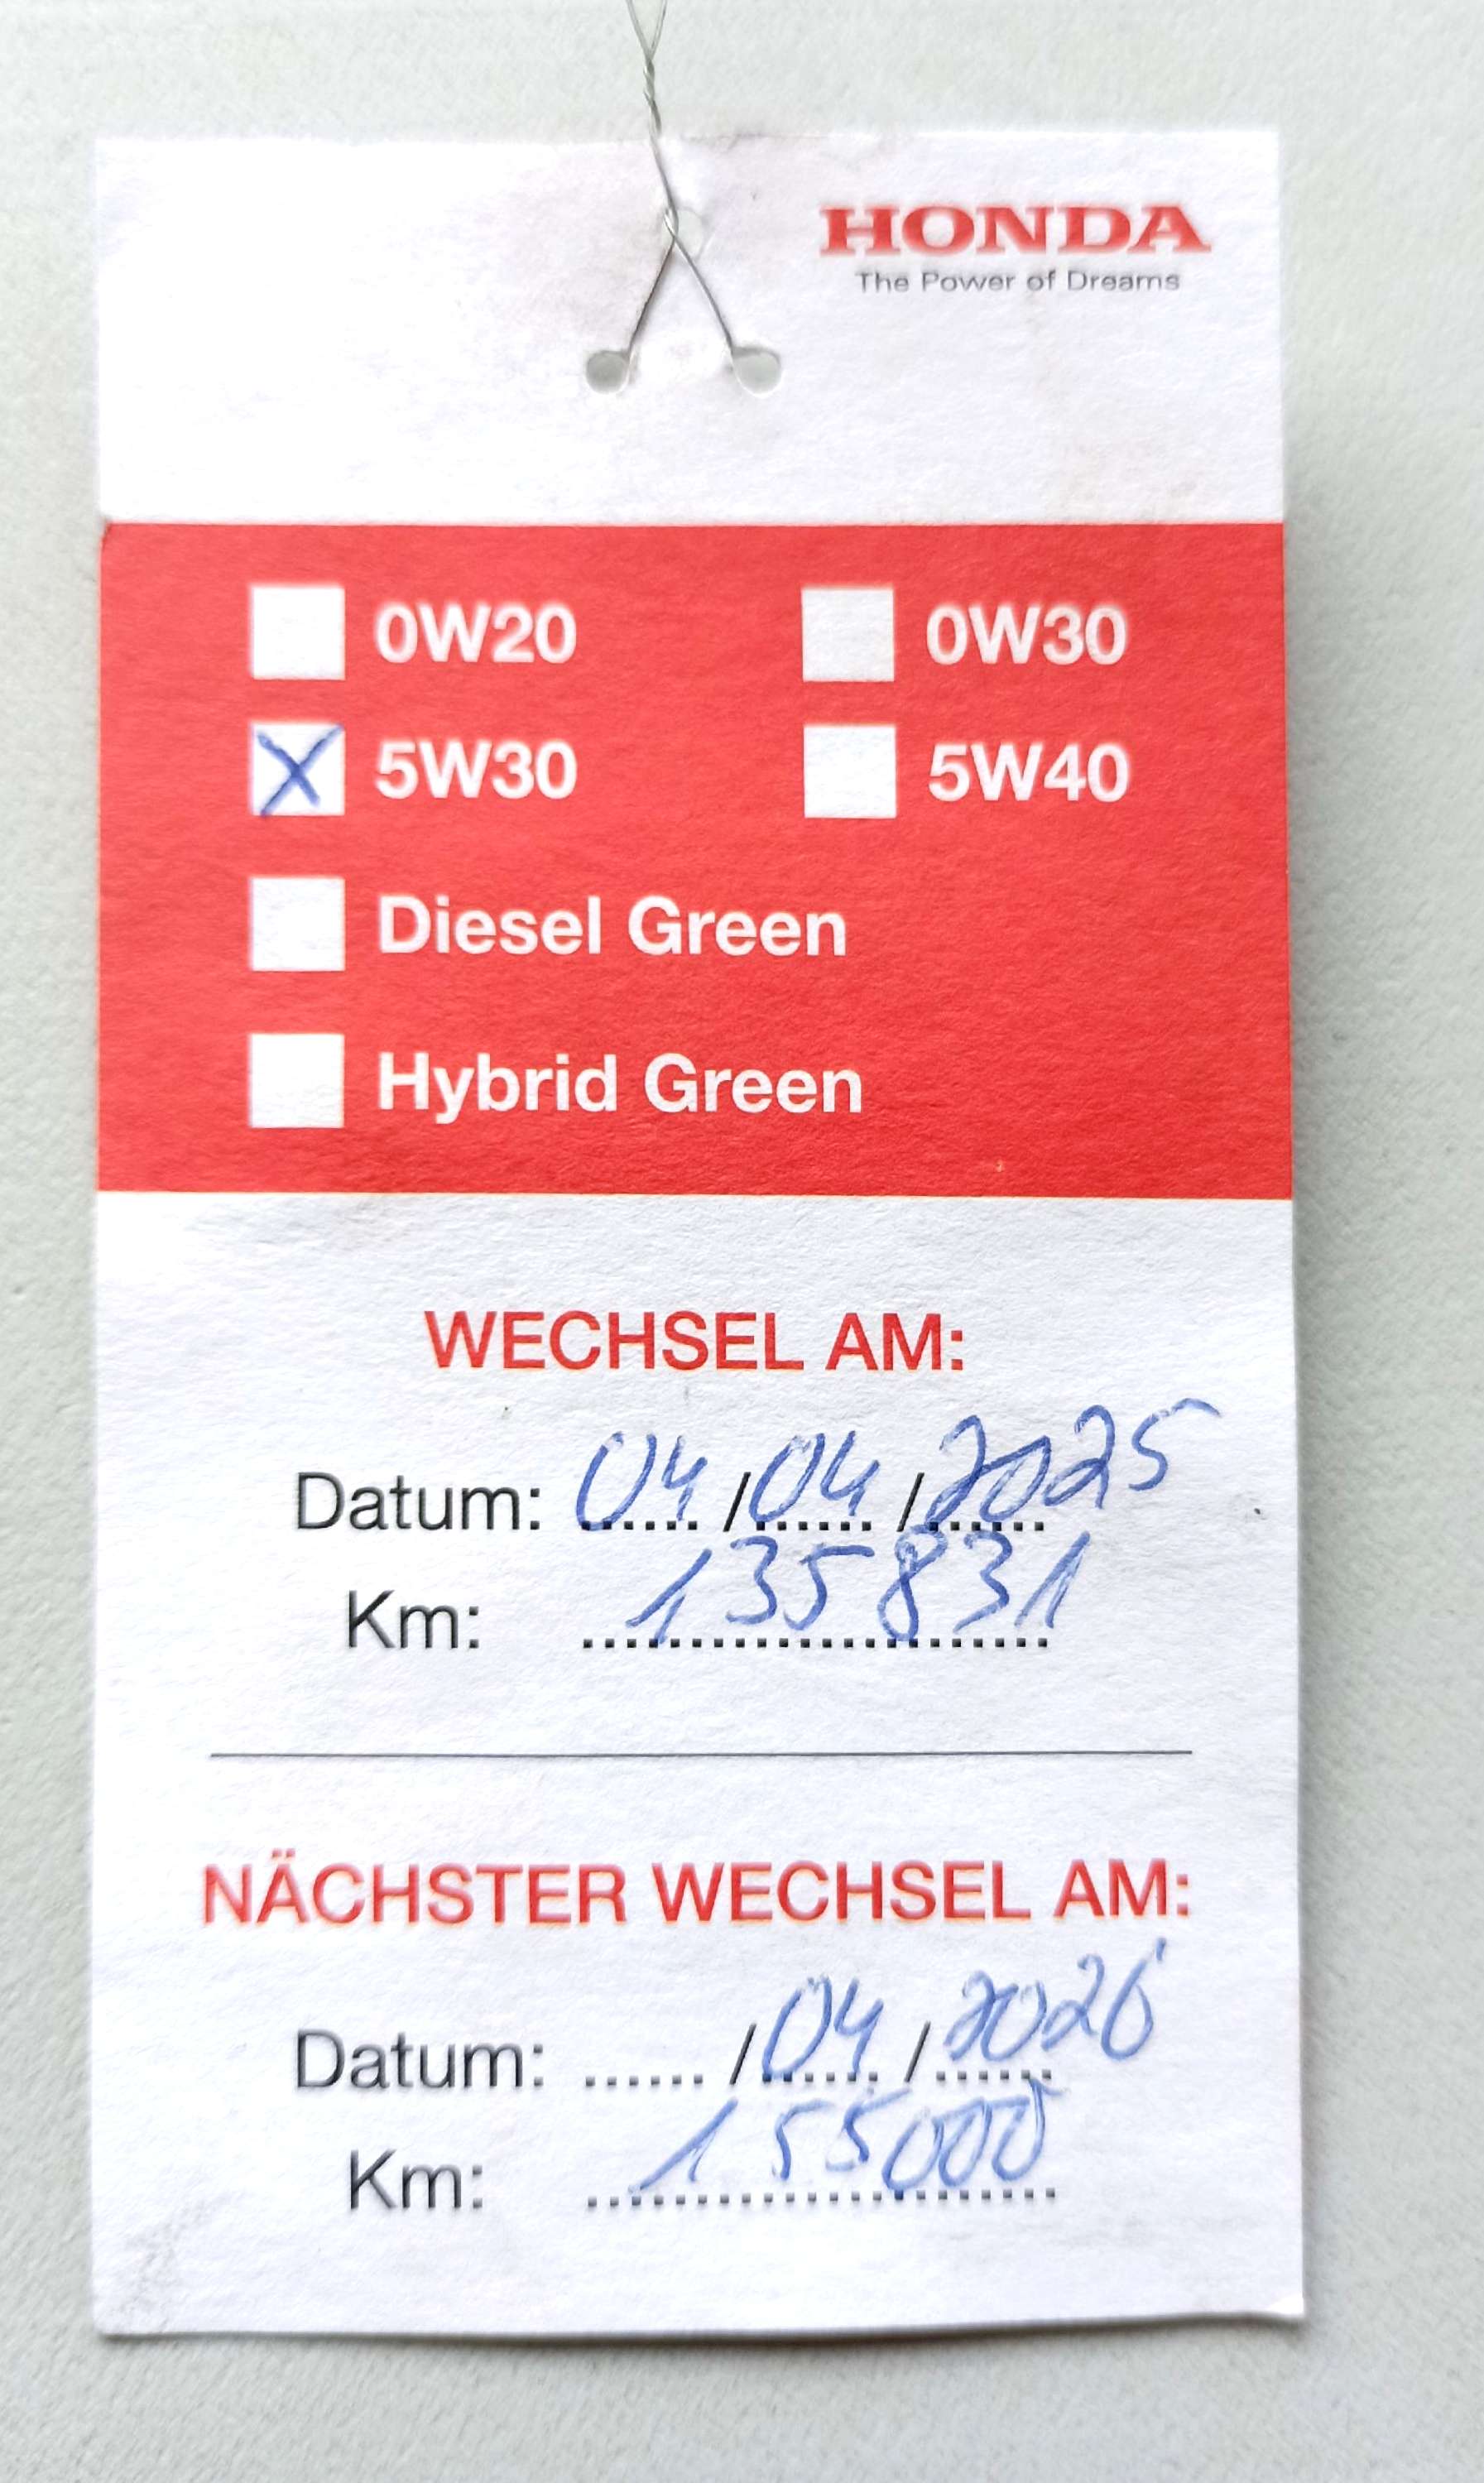 HONDA
The Power of Dreams
0W20 0W30
5W30 5W40
Diesel Green
Hybrid Green
WECHSEL AM:
Datum: 04/04/2025
Km: 135831
NÄCHSTER WECHSEL AM:
Datum: ...... /04/2026
Km: 155000